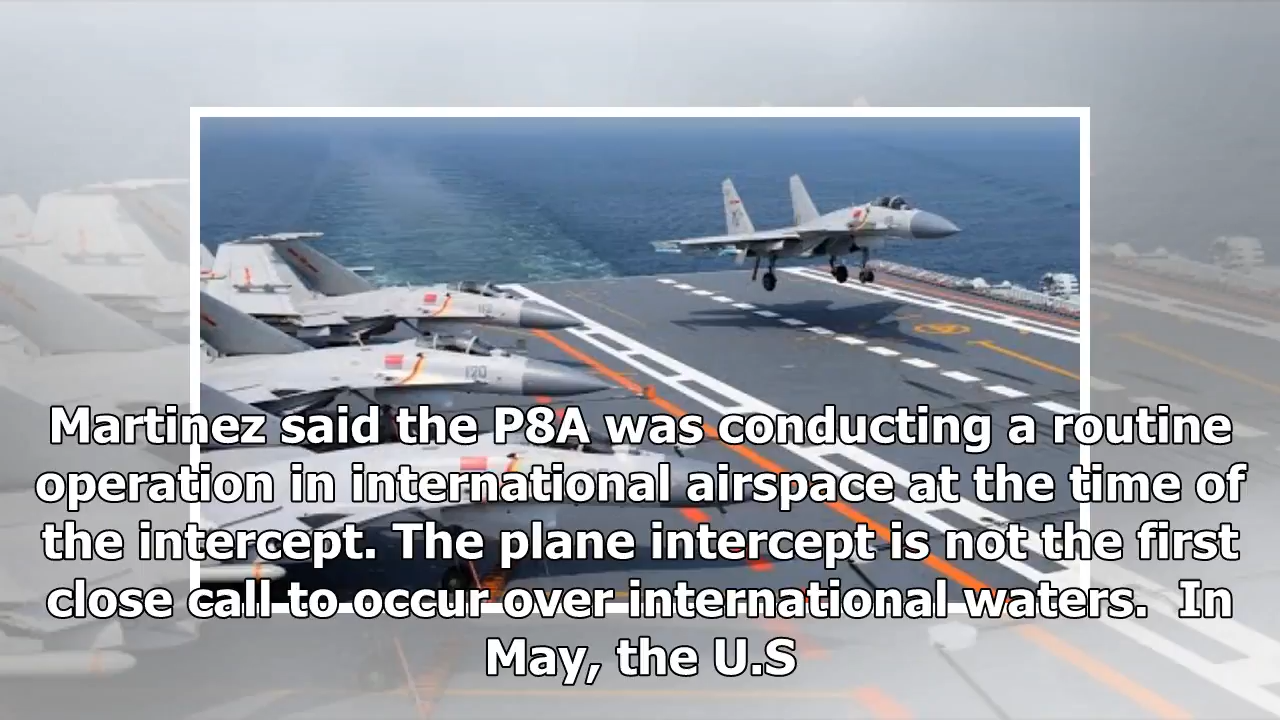 Martinez said the P8A was conducting a routine
operation in international airspace at the time of
the intercept. The plane intercept is not the first
close call to occur over international waters.  In
May, the U.S
120